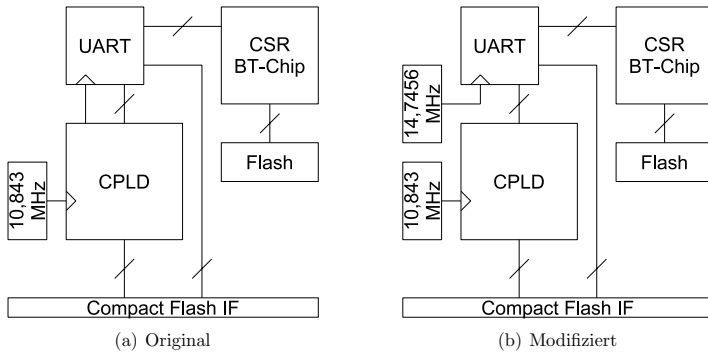 UART
CSR
BT-Chip
10,843
MHz
CPLD
Flash
Compact Flash IF
(a) Original
UART
CSR
BT-Chip
14,7456
MHz
10,843
MHz
CPLD
Flash
Compact Flash IF
(b) Modifiziert